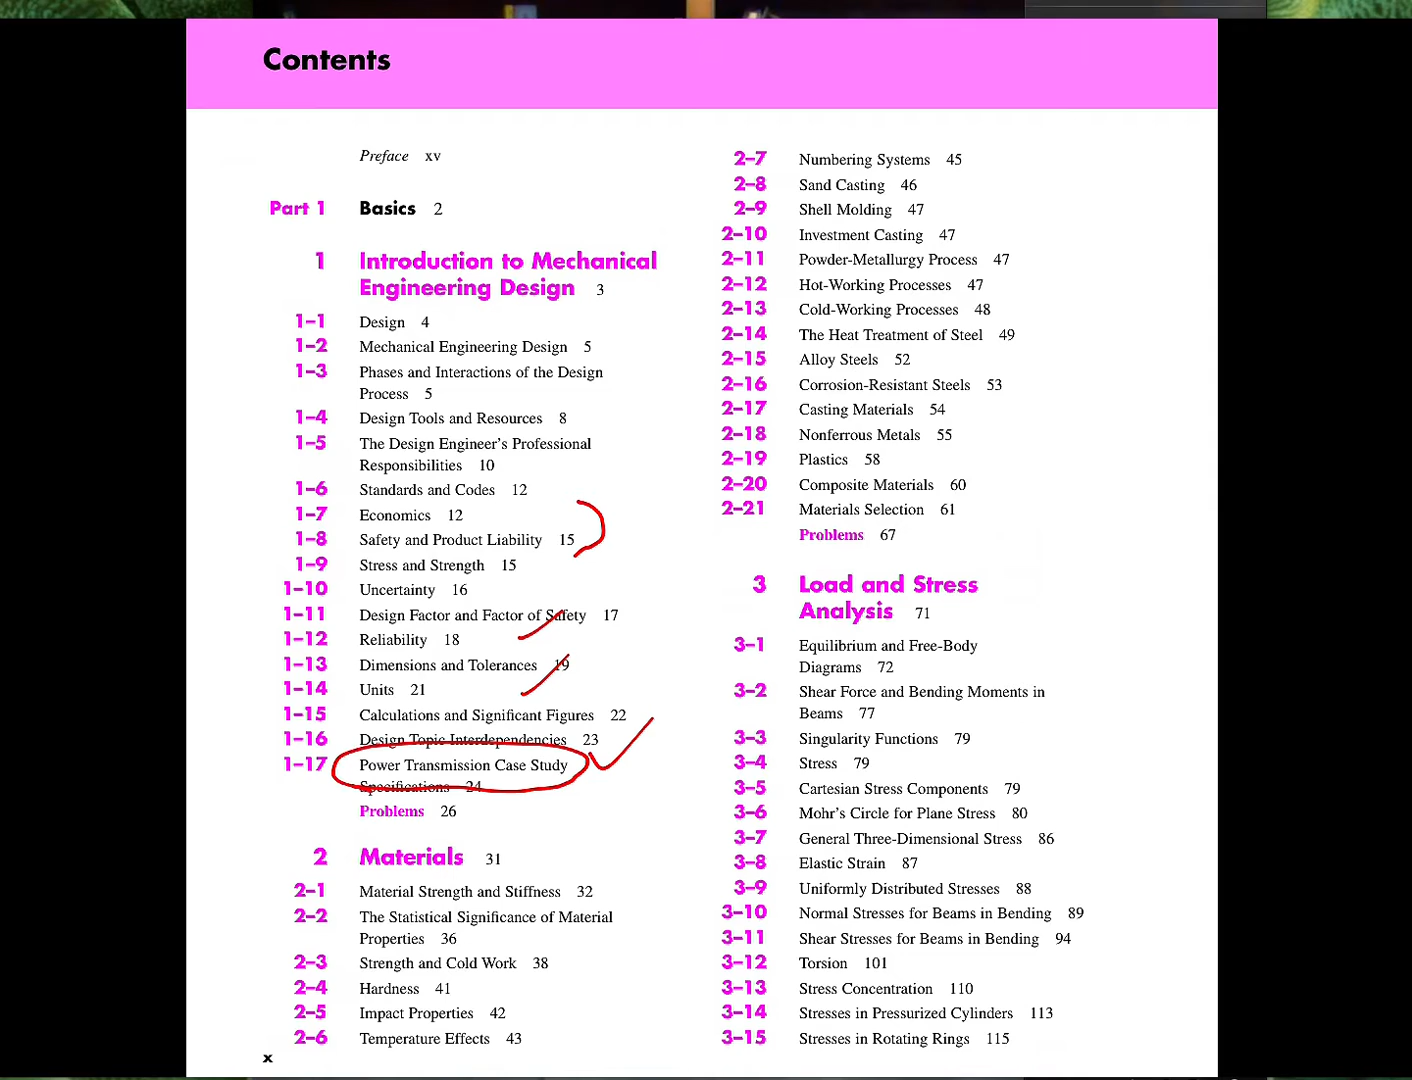 Contents
Preface xv
Part 1 Basics 2
1 Introduction to Mechanical
Engineering Design 3
1–1 Design 4
1–2 Mechanical Engineering Design 5
1–3 Phases and Interactions of the Design
Process 5
1–4 Design Tools and Resources 8
1–5 The Design Engineer's Professional
Responsibilities 10
1–6 Standards and Codes 12
1–7 Economics 12
1–8 Safety and Product Liability 15
1–9 Stress and Strength 15
1–10 Uncertainty 16
1–11 Design Factor and Factor of Safety 17
1–12 Reliability 18
1–13 Dimensions and Tolerances 19
1–14 Units 21
1–15 Calculations and Significant Figures 22
1–16 Design Topic Interdependencies 23
1–17 Power Transmission Case Study
Specifications 24
Problems 26
2 Materials 31
2–1 Material Strength and Stiffness 32
2–2 The Statistical Significance of Material
Properties 36
2–3 Strength and Cold Work 38
2–4 Hardness 41
2–5 Impact Properties 42
2–6 Temperature Effects 43
x
2–7 Numbering Systems 45
2–8 Sand Casting 46
2–9 Shell Molding 47
2–10 Investment Casting 47
2–11 Powder-Metallurgy Process 47
2–12 Hot-Working Processes 47
2–13 Cold-Working Processes 48
2–14 The Heat Treatment of Steel 49
2–15 Alloy Steels 52
2–16 Corrosion-Resistant Steels 53
2–17 Casting Materials 54
2–18 Nonferrous Metals 55
2–19 Plastics 58
2–20 Composite Materials 60
2–21 Materials Selection 61
Problems 67
3 Load and Stress
Analysis 71
3–1 Equilibrium and Free-Body
Diagrams 72
3–2 Shear Force and Bending Moments in
Beams 77
3–3 Singularity Functions 79
3–4 Stress 79
3–5 Cartesian Stress Components 79
3–6 Mohr's Circle for Plane Stress 80
3–7 General Three-Dimensional Stress 86
3–8 Elastic Strain 87
3–9 Uniformly Distributed Stresses 88
3–10 Normal Stresses for Beams in Bending 89
3–11 Shear Stresses for Beams in Bending 94
3–12 Torsion 101
3–13 Stress Concentration 110
3–14 Stresses in Pressurized Cylinders 113
3–15 Stresses in Rotating Rings 115